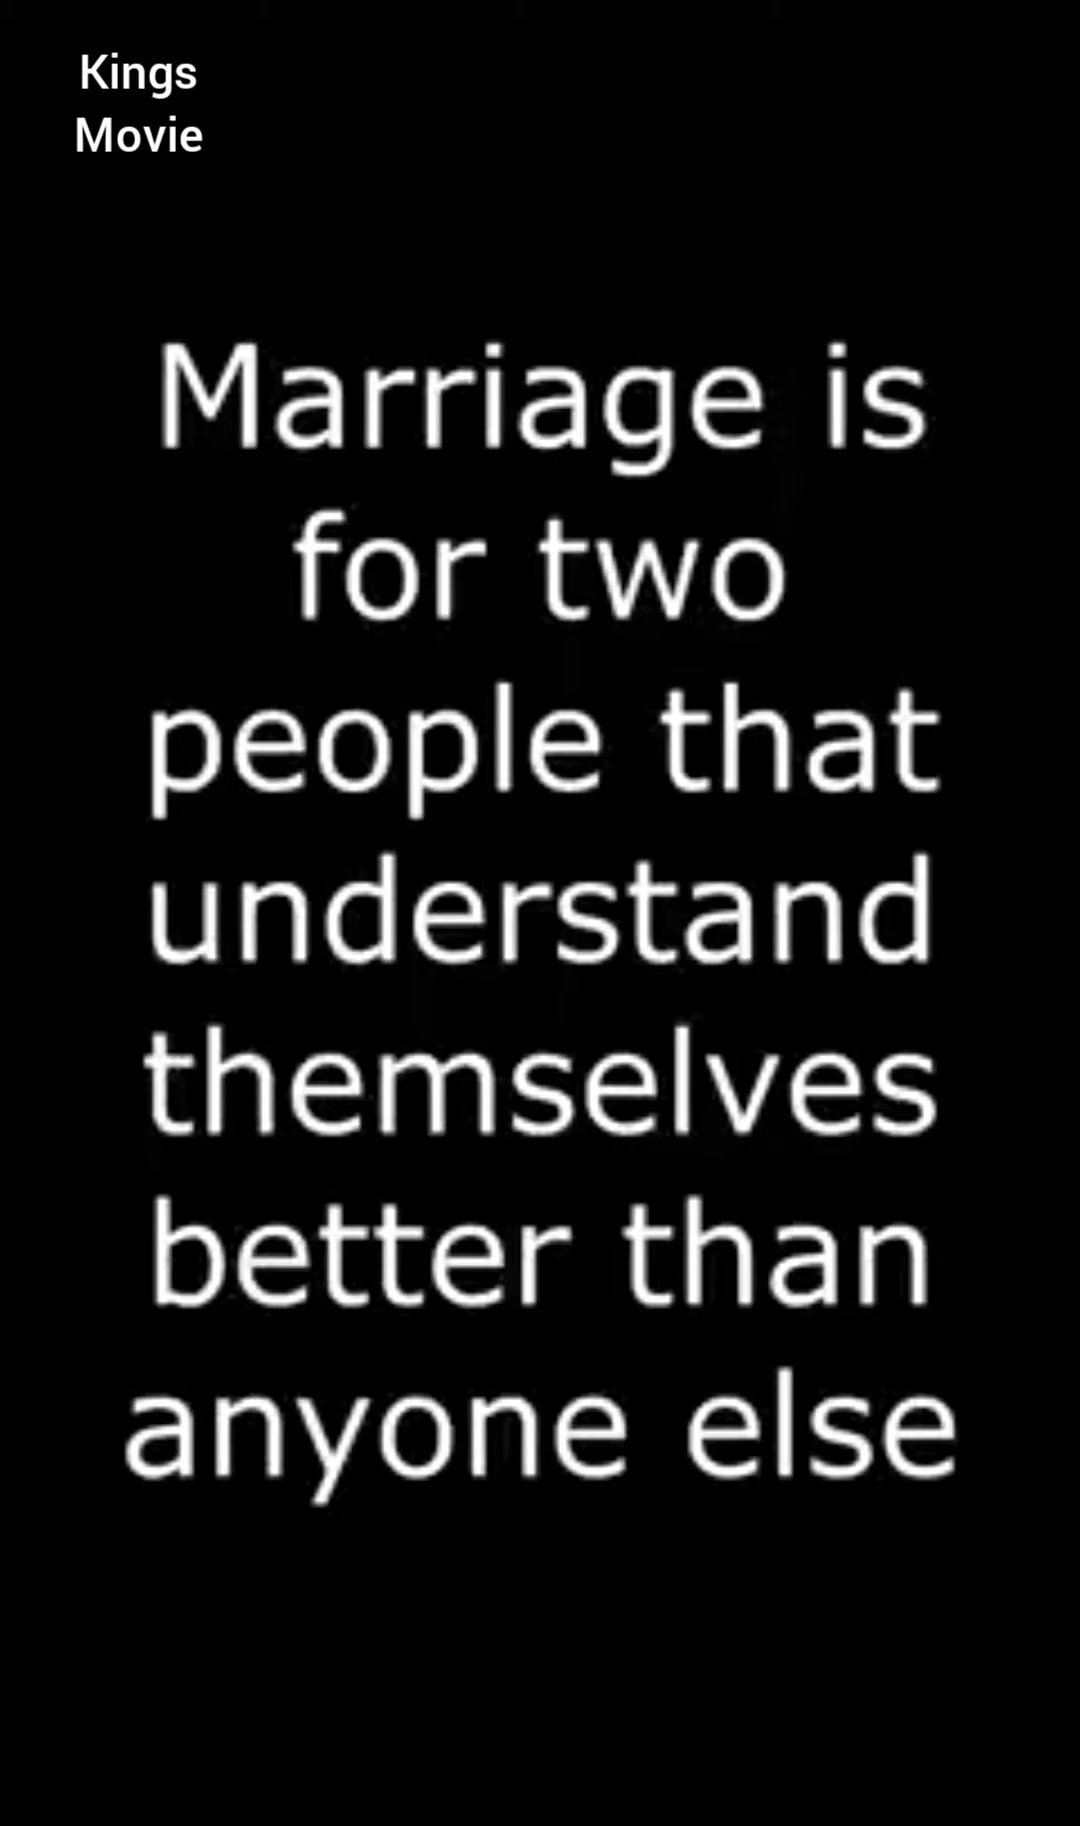 Kings
Movie
Marriage is
for two
people that
understand
themselves
better than
anyone else